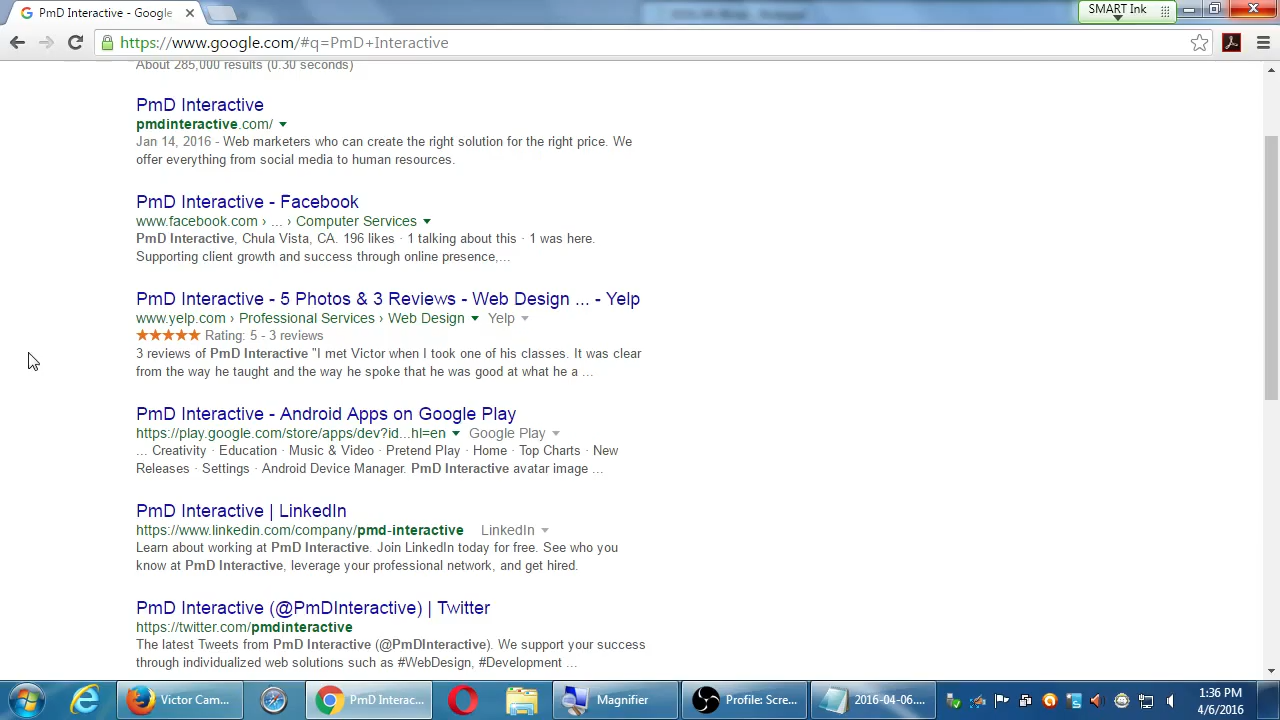 PmD Interactive - Google
SMART Ink
https://www.google.com/#q=PmD+Interactive
About 285,000 results (0.30 seconds)
PmD Interactive
pmdinteractive.com/
Jan 14, 2016 - Web marketers who can create the right solution for the right price. We
offer everything from social media to human resources.
PmD Interactive - Facebook
www.facebook.com › ... › Computer Services
PmD Interactive, Chula Vista, CA. 196 likes · 1 talking about this · 1 was here.
Supporting client growth and success through online presence,...
PmD Interactive - 5 Photos & 3 Reviews - Web Design ... - Yelp
www.yelp.com › Professional Services › Web Design Yelp
Rating: 5 - 3 reviews
3 reviews of PmD Interactive "I met Victor when I took one of his classes. It was clear
from the way he taught and the way he spoke that he was good at what he a ...
PmD Interactive - Android Apps on Google Play
https://play.google.com/store/apps/dev?id...hl=en Google Play
... Creativity · Education · Music & Video · Pretend Play · Home · Top Charts · New
Releases · Settings · Android Device Manager. PmD Interactive avatar image ...
PmD Interactive | LinkedIn
https://www.linkedin.com/company/pmd-interactive LinkedIn
Learn about working at PmD Interactive. Join LinkedIn today for free. See who you
know at PmD Interactive, leverage your professional network, and get hired.
PmD Interactive (@PmDInteractive) | Twitter
https://twitter.com/pmdinteractive
The latest Tweets from PmD Interactive (@PmDInteractive). We support your success
through individualized web solutions such as #WebDesign, #Development ...
Victor Cam...
PmD Interac...
Magnifier
Profile: Scre...
2016-04-06....
1:36 PM
4/6/2016